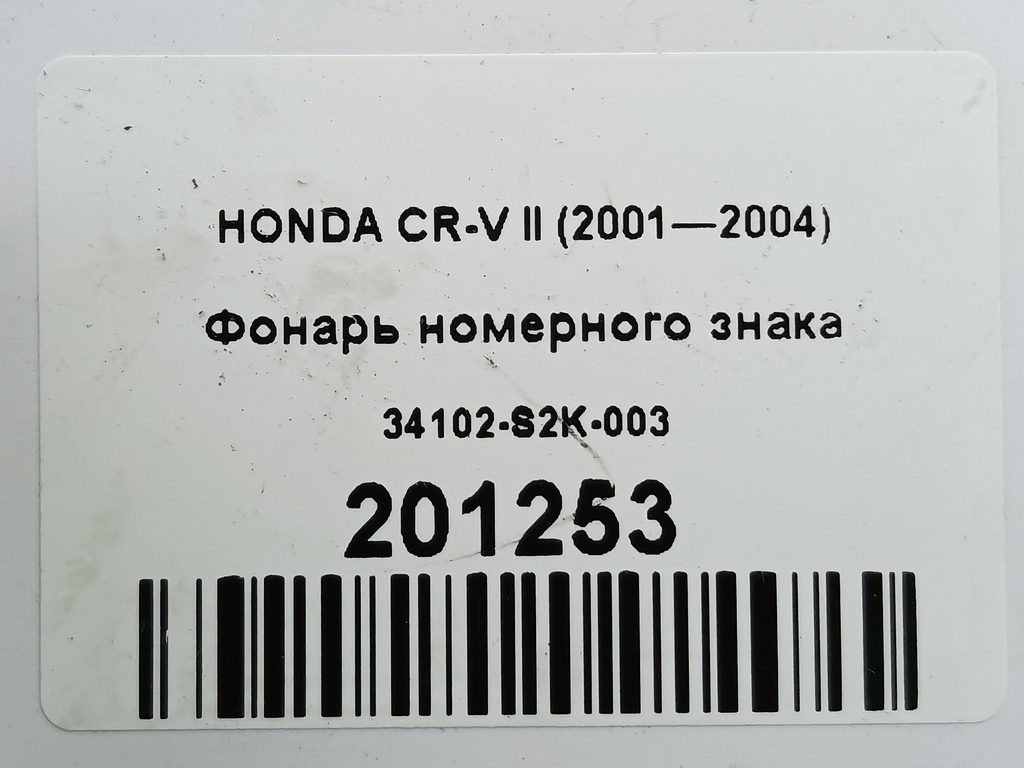 HONDA CR-V II (2001—2004)
Фонарь номерного знака
34102-S2K-003
201253